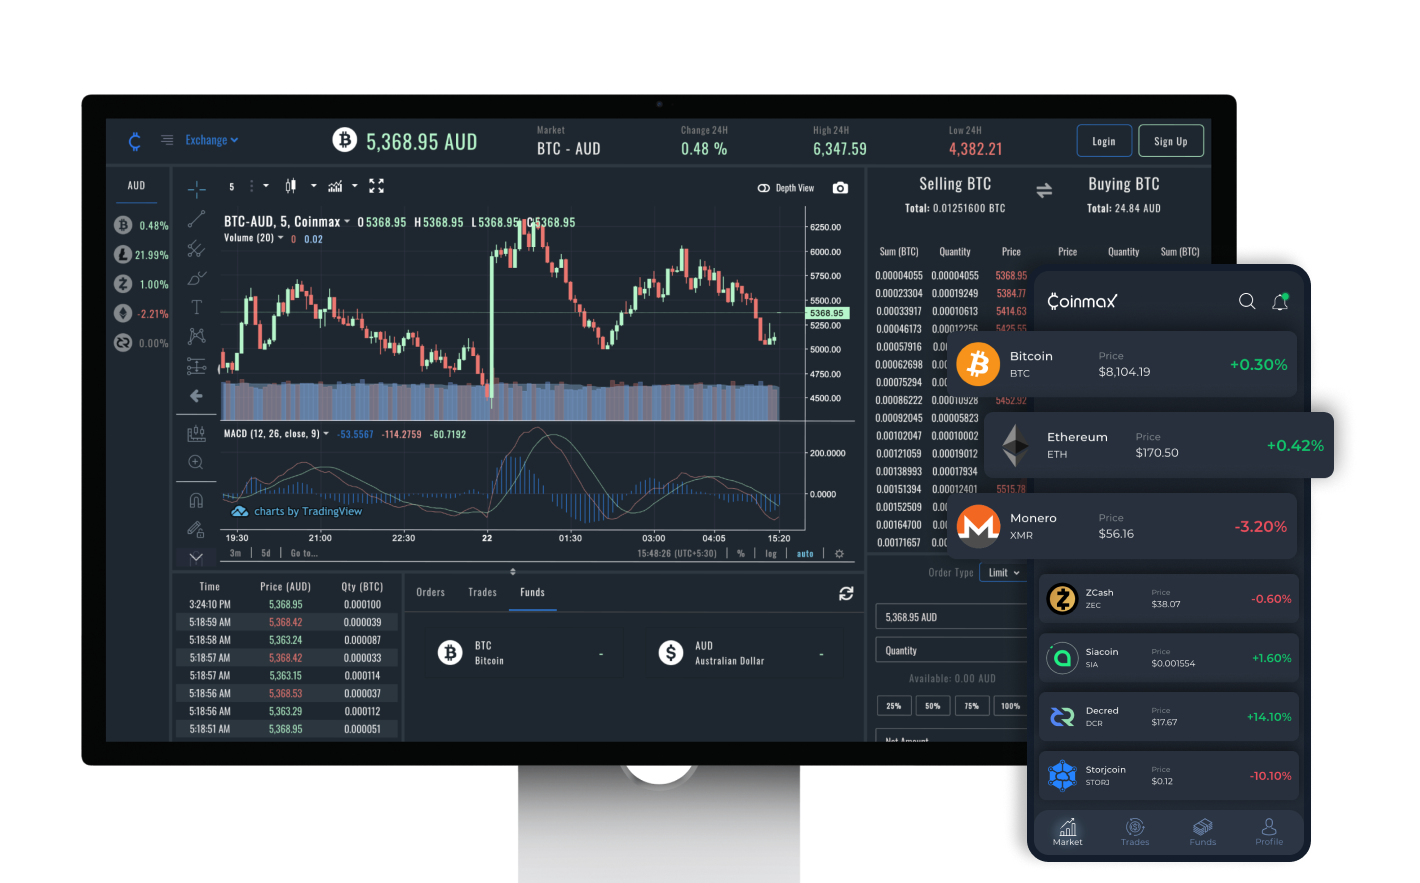 Exchange
5,368.95 AUD
Market
BTC - AUD
Change 24H
0.48 %
High 24H
6,347.59
Low 24H
4,382.21
Login
Sign Up
AUD
0.48%
21.99%
1.00%
-2.21%
0.00%
5
Depth View
BTC-AUD, 5, Coinmax O5368.95 H5368.95 L5368.95 C5368.95
Volume (20) 0 0.02
6250.00
6000.00
5750.00
5500.00
5368.95
5250.00
5000.00
4750.00
4500.00
MACD (12, 26, close, 9) -53.5567 -114.2759 -60.7192
200.0000
0.0000
charts by TradingView
19:30 21:00 22:30 22 01:30 03:00 04:05 15:20
3m 5d Go to...
15:48:26 (UTC+5:30) % log auto
Selling BTC
Total: 0.01251600 BTC
Buying BTC
Total: 24.84 AUD
Sum (BTC) Quantity Price Price Quantity Sum (BTC)
0.00004055 0.00004055 5368.95
0.00023304 0.00019249 5384.77
0.00033917 0.00010613 5414.63
0.00046173 0.00012256 5425.55
0.00057916
0.00062698
0.00075294
0.00086222 0.00010928 5452.92
0.00092045 0.00005823
0.00102047 0.00010002
0.00121059 0.00019012
0.00138993 0.00017934
0.00151394 0.00012401 5515.78
0.00152509
0.00164700
0.00171657
Order Type Limit
5,368.95 AUD
Quantity
Available: 0.00 AUD
25% 50% 75% 100%
Net Amount
Time Price (AUD) Qty (BTC)
3:24:10 PM 5,368.95 0.000100
5:18:59 AM 5,368.42 0.000039
5:18:58 AM 5,363.24 0.000087
5:18:57 AM 5,368.42 0.000033
5:18:57 AM 5,363.15 0.000114
5:18:56 AM 5,368.53 0.000037
5:18:56 AM 5,363.29 0.000112
5:18:51 AM 5,368.95 0.000051
Orders Trades Funds
BTC
Bitcoin
-
AUD
Australian Dollar
-
Coinmax
Bitcoin
BTC
Price
$8,104.19
+0.30%
Ethereum
ETH
Price
$170.50
+0.42%
Monero
XMR
Price
$56.16
-3.20%
ZCash
ZEC
Price
$38.07
-0.60%
Siacoin
SIA
Price
$0.001554
+1.60%
Decred
DCR
Price
$17.67
+14.10%
Storjcoin
STORJ
Price
$0.12
-10.10%
Market
Trades
Funds
Profile